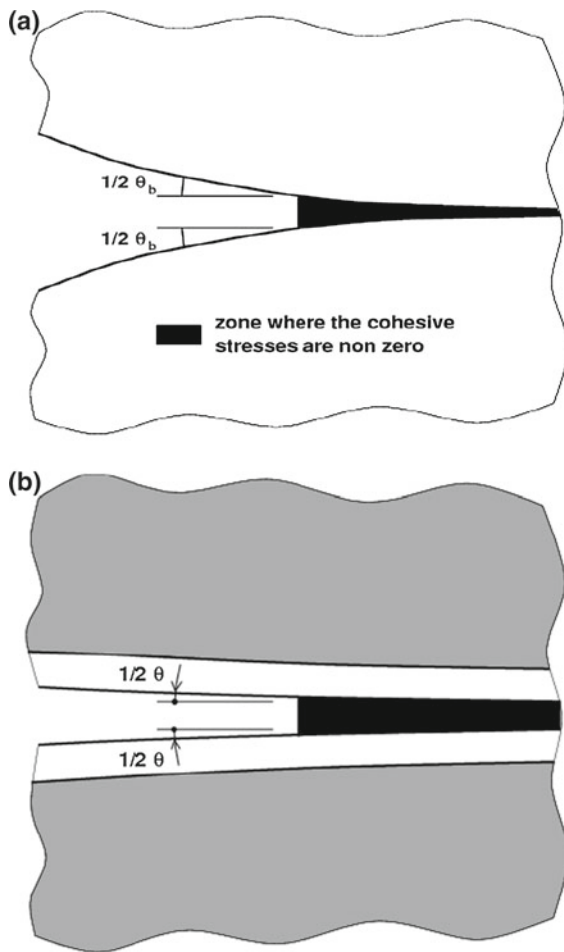 (a)
1/2 θb
1/2 θb
zone where the cohesive
stresses are non zero
(b)
1/2 θ
1/2 θ